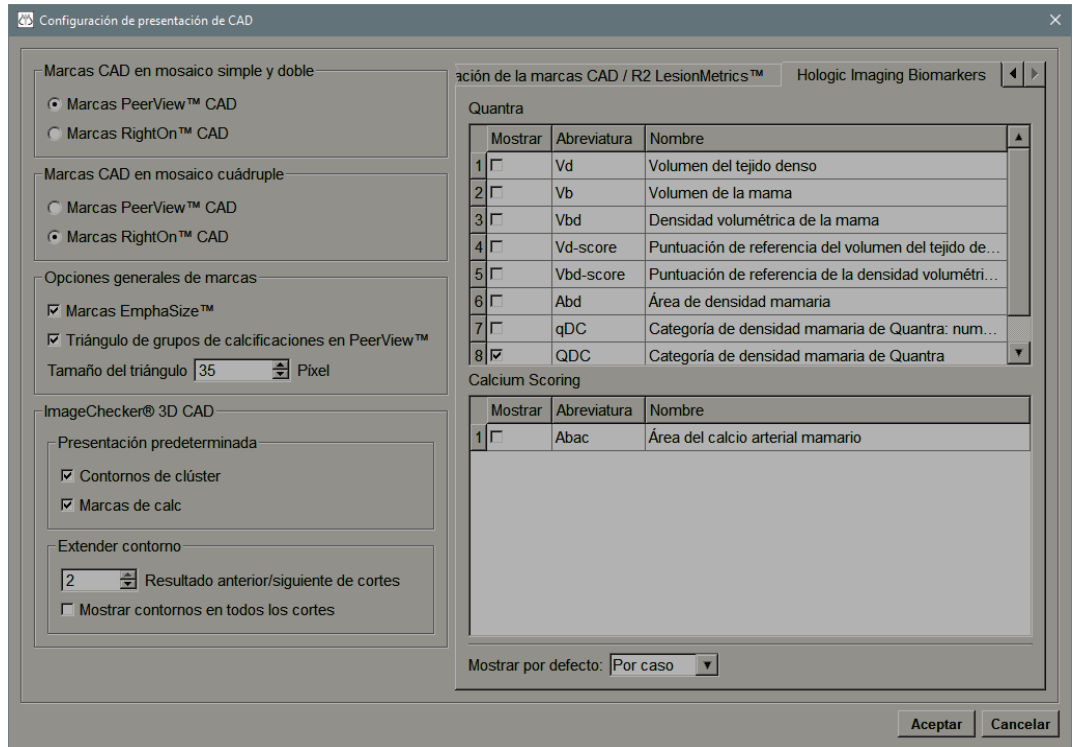 Configuración de presentación de CAD
Marcas CAD en mosaico simple y doble
Marcas PeerView™ CAD
Marcas RightOn™ CAD
Marcas CAD en mosaico cuádruple
Marcas PeerView™ CAD
Marcas RightOn™ CAD
Opciones generales de marcas
Marcas EmphaSize™
Triángulo de grupos de calcificaciones en PeerView™
Tamaño del triángulo 35 Píxel
ImageChecker® 3D CAD
Presentación predeterminada
Contornos de clúster
Marcas de calc
Extender contorno
2 Resultado anterior/siguiente de cortes
Mostrar contornos en todos los cortes
ación de la marcas CAD / R2 LesionMetrics™ Hologic Imaging Biomarkers
Quantra
Mostrar Abreviatura Nombre
1 Vd Volumen del tejido denso
2 Vb Volumen de la mama
3 Vbd Densidad volumétrica de la mama
4 Vd-score Puntuación de referencia del volumen del tejido de...
5 Vbd-score Puntuación de referencia de la densidad volumétri...
6 Abd Área de densidad mamaria
7 qDC Categoría de densidad mamaria de Quantra: num...
8 QDC Categoría de densidad mamaria de Quantra
Calcium Scoring
Mostrar Abreviatura Nombre
1 Abac Área del calcio arterial mamario
Mostrar por defecto: Por caso
Aceptar Cancelar